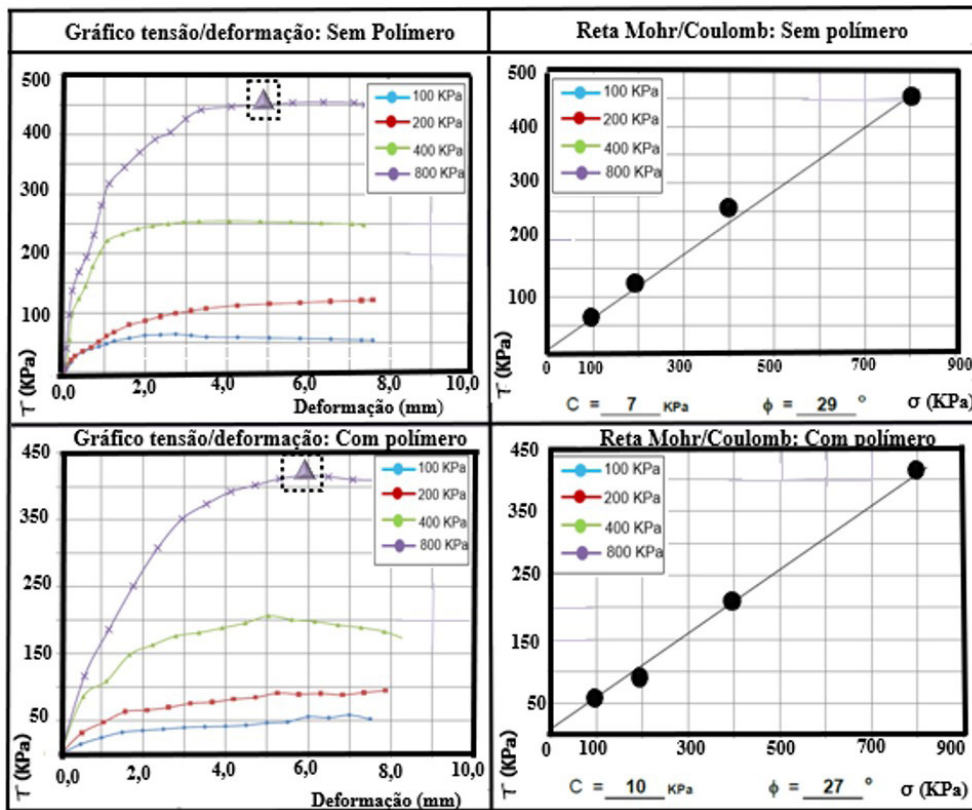 Gráfico tensão/deformação: Sem Polímero
Reta Mohr/Coulomb: Sem polímero
500
400
300
200
100
0,0
2,0
4,0
6,0
8,0
10,0
τ (KPa)
Deformação (mm)
100 KPa
200 KPa
400 KPa
800 KPa
500
400
300
200
100
0
100
300
500
700
900
τ (KPa)
100 KPa
200 KPa
400 KPa
800 KPa
C = 7 KPa ϕ = 29 ° σ (KPa)
Gráfico tensão/deformação: Com polímero
Reta Mohr/Coulomb: Com polímero
450
350
250
150
50
0,0
2,0
4,0
6,0
8,0
10,0
τ (KPa)
Deformação (mm)
100 KPa
200 KPa
400 KPa
800 KPa
450
350
250
150
50
0
100
300
500
700
900
τ (KPa)
100 KPa
200 KPa
400 KPa
800 KPa
C = 10 KPa ϕ = 27 ° σ (KPa)